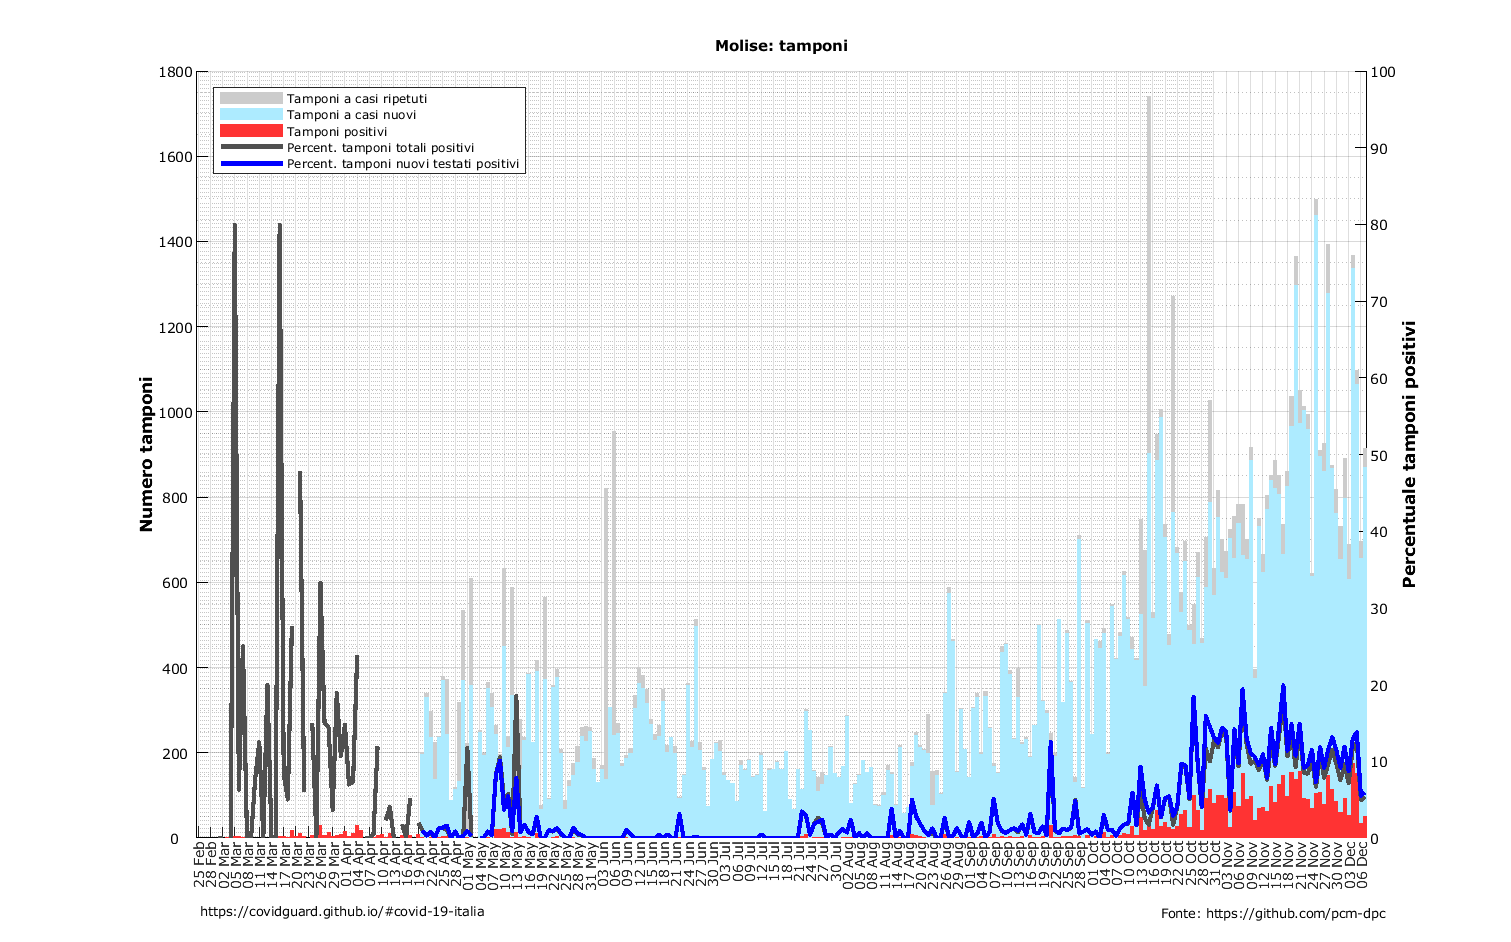 Molise: tamponi
Tamponi a casi ripetuti
Tamponi a casi nuovi
Tamponi positivi
Percent. tamponi totali positivi
Percent. tamponi nuovi testati positivi
Numero tamponi
1800
1600
1400
1200
1000
800
600
400
200
0
100
90
80
70
60
50
40
30
20
10
0
Percentuale tamponi positivi
25 Feb
28 Feb
02 Mar
05 Mar
08 Mar
11 Mar
14 Mar
17 Mar
20 Mar
23 Mar
26 Mar
29 Mar
01 Apr
04 Apr
07 Apr
10 Apr
13 Apr
16 Apr
19 Apr
22 Apr
25 Apr
28 Apr
01 May
04 May
07 May
10 May
13 May
16 May
19 May
22 May
25 May
28 May
31 May
03 Jun
06 Jun
09 Jun
12 Jun
15 Jun
18 Jun
21 Jun
24 Jun
27 Jun
30 Jun
03 Jul
06 Jul
09 Jul
12 Jul
15 Jul
18 Jul
21 Jul
24 Jul
27 Jul
30 Jul
02 Aug
05 Aug
08 Aug
11 Aug
14 Aug
17 Aug
20 Aug
23 Aug
26 Aug
29 Aug
01 Sep
04 Sep
07 Sep
10 Sep
13 Sep
16 Sep
19 Sep
22 Sep
25 Sep
28 Sep
01 Oct
04 Oct
07 Oct
10 Oct
13 Oct
16 Oct
19 Oct
22 Oct
25 Oct
28 Oct
31 Oct
03 Nov
06 Nov
09 Nov
12 Nov
15 Nov
18 Nov
21 Nov
24 Nov
27 Nov
30 Nov
03 Dec
06 Dec
https://covidguard.github.io/#covid-19-italia
Fonte: https://github.com/pcm-dpc